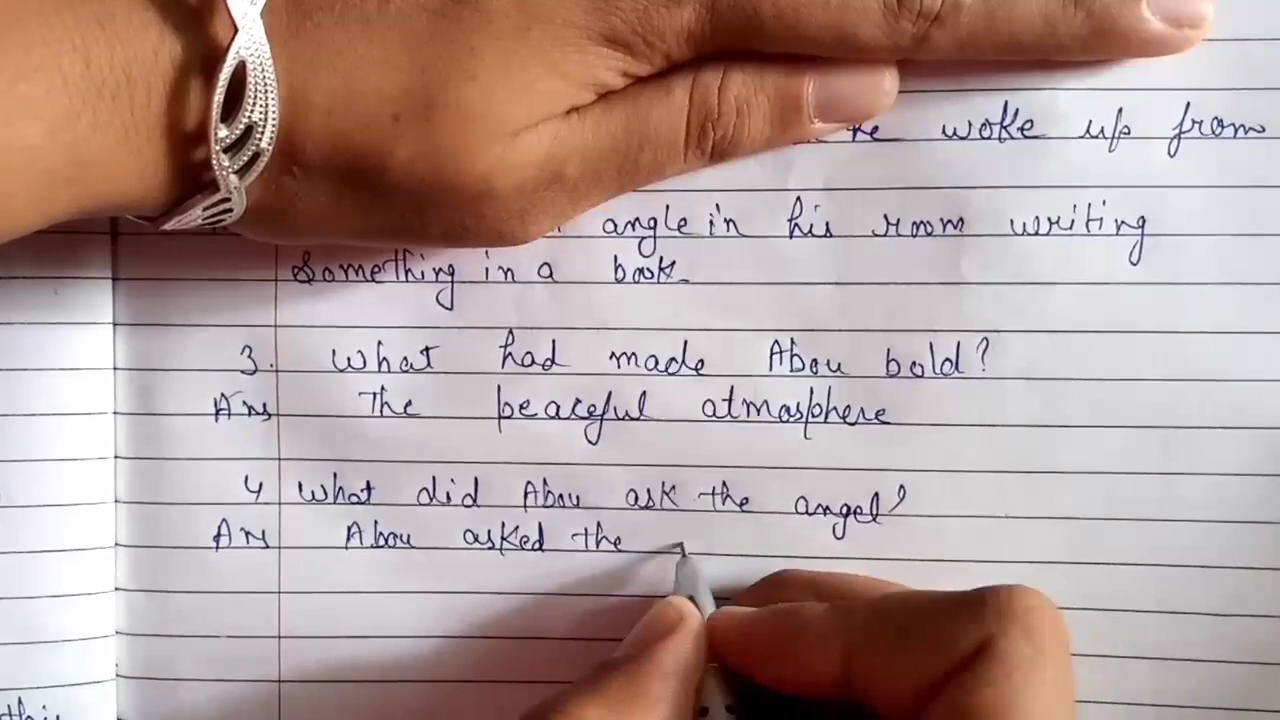 woke up from
angle in his room writing
something in a book.
3. What had made Abou bold?
Ans The peaceful atmosphere
4 What did Abou ask the angel?
Ans Abou asked the